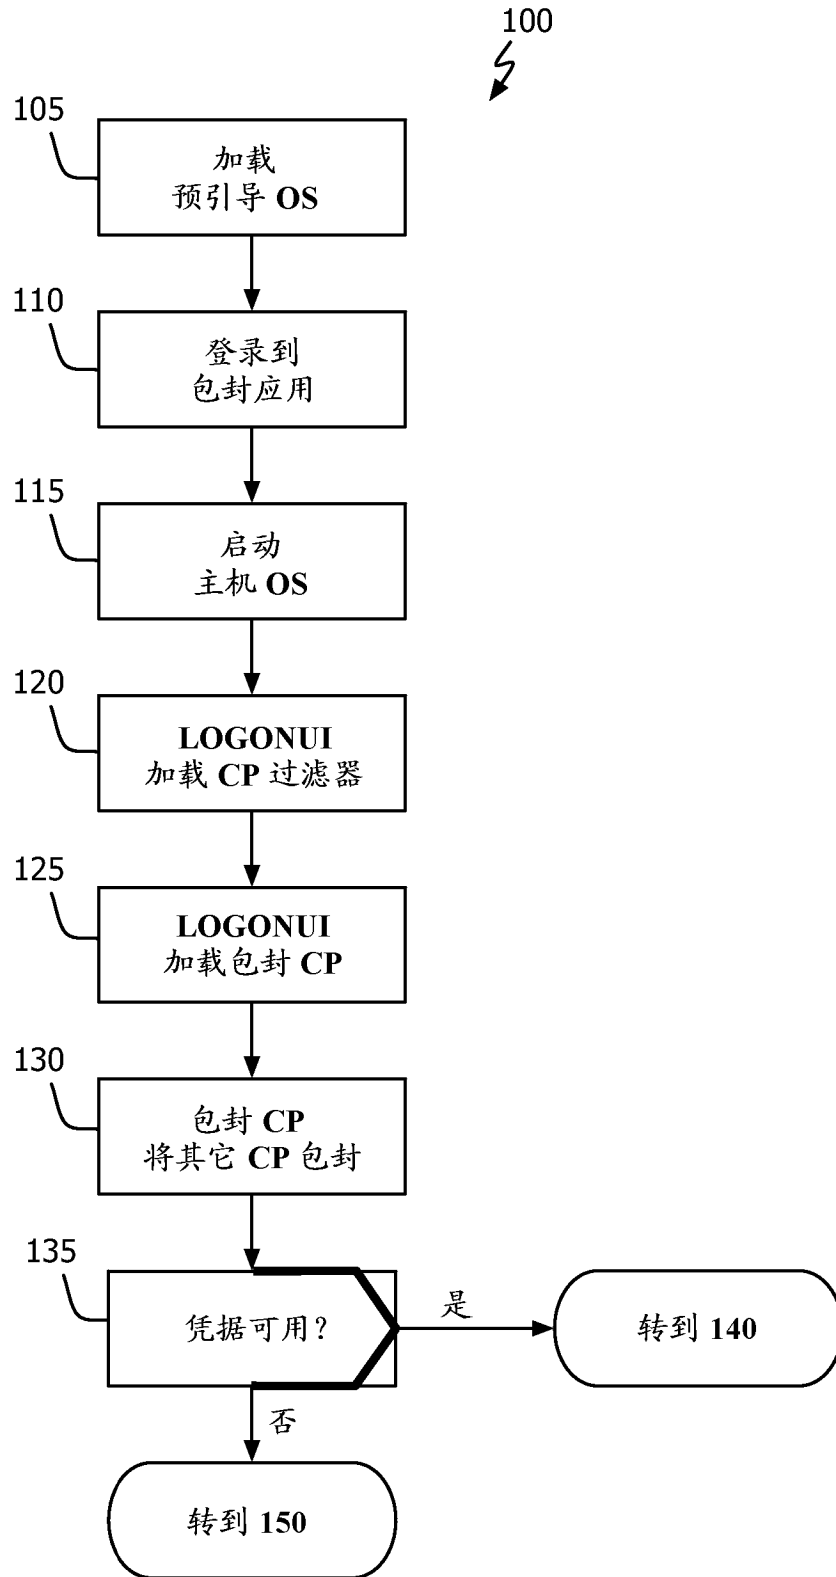 100
105
加载
预引导 OS
110
登录到
包封应用
115
启动
主机 OS
120
LOGONUI
加载 CP 过滤器
125
LOGONUI
加载包封 CP
130
包封 CP
将其它 CP 包封
135
凭据可用?
是
转到 140
否
转到 150